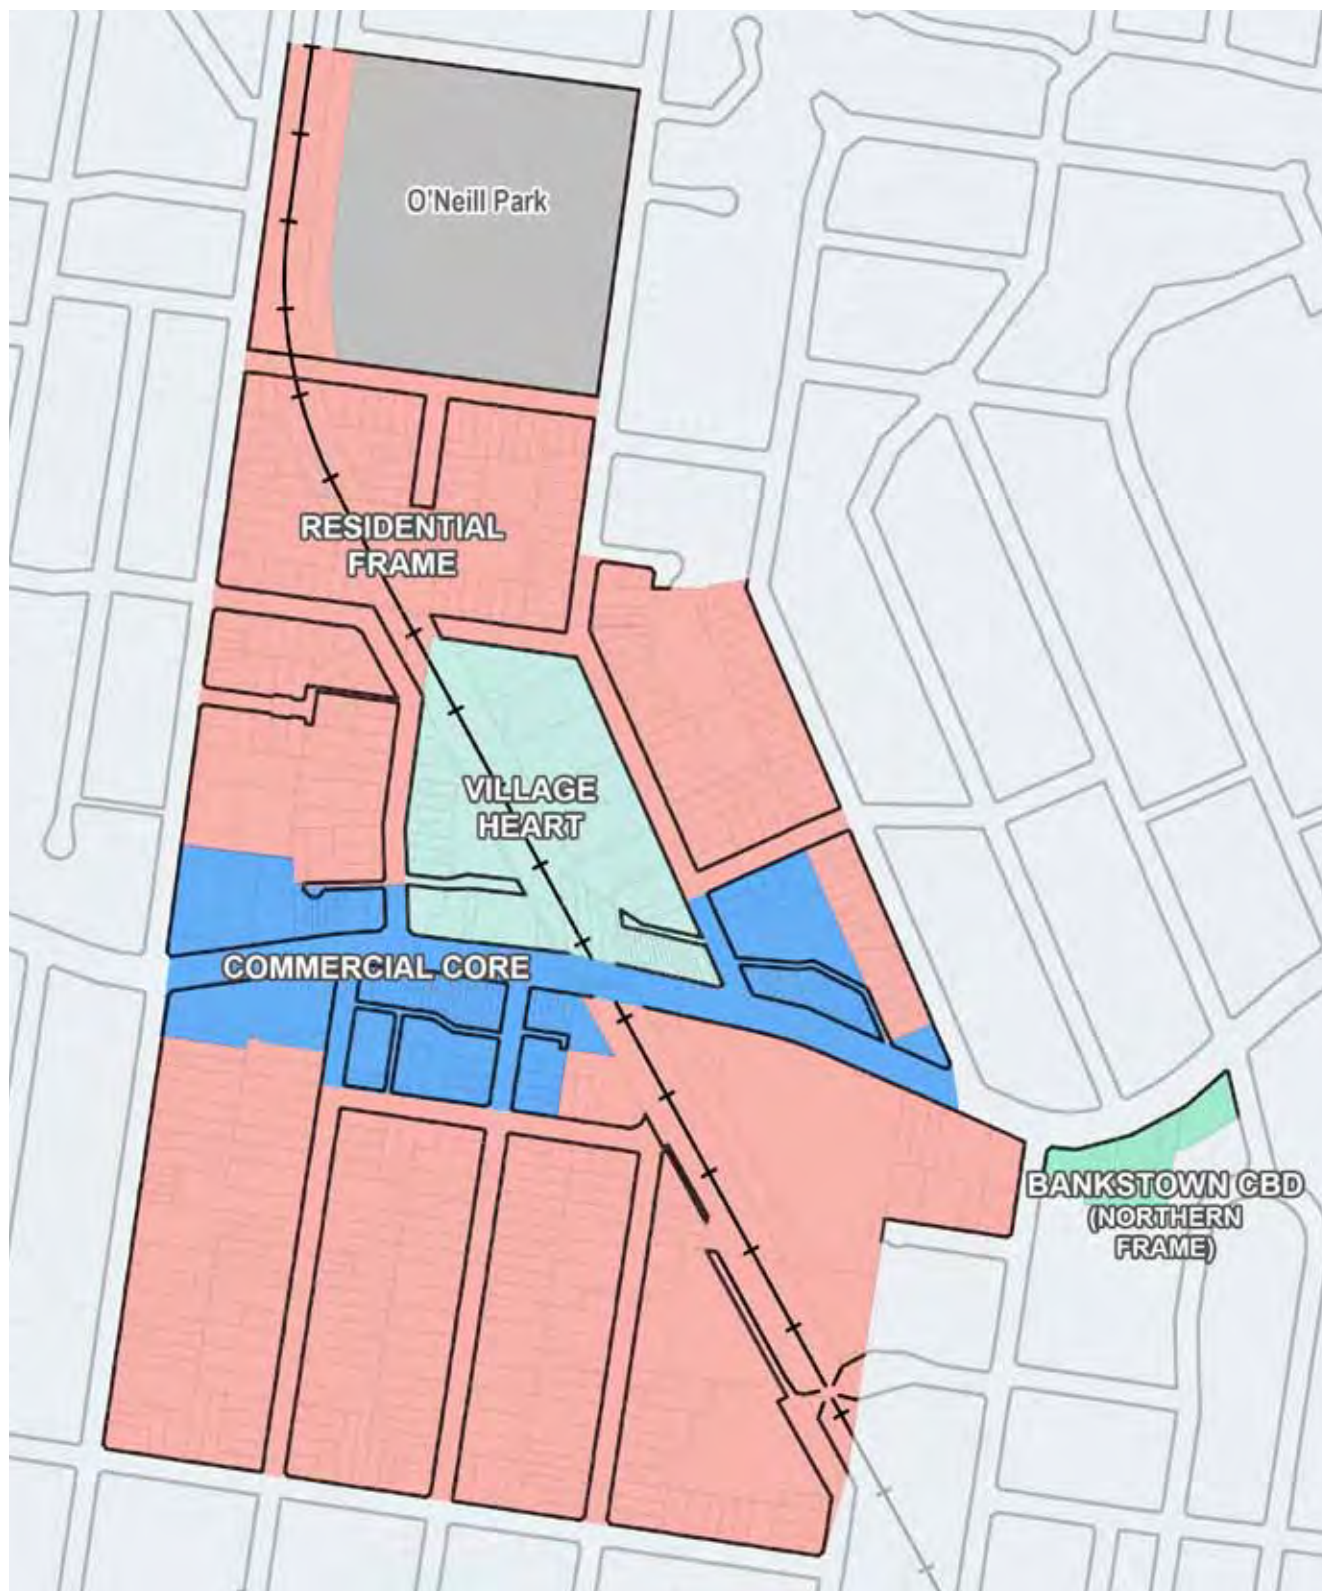 O'Neill Park
RESIDENTIAL
FRAME
VILLAGE
HEART
COMMERCIAL CORE
BANKSTOWN CBD
(NORTHERN
FRAME)